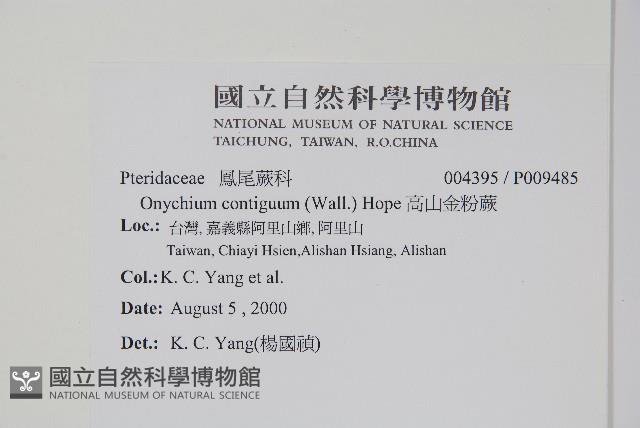 國立自然科學博物館
NATIONAL MUSEUM OF NATURAL SCIENCE
TAICHUNG, TAIWAN, R.O.CHINA
Pteridaceae 鳳尾蕨科 004395 / P009485
Onychium contiguum (Wall.) Hope 高山金粉蕨
Loc.: 台灣, 嘉義縣阿里山鄉, 阿里山
Taiwan, Chiayi Hsien,Alishan Hsiang, Alishan
Col.: K. C. Yang et al.
Date: August 5 , 2000
Det.: K. C. Yang(楊國禎)
國立自然科學博物館
NATIONAL MUSEUM OF NATURAL SCIENCE